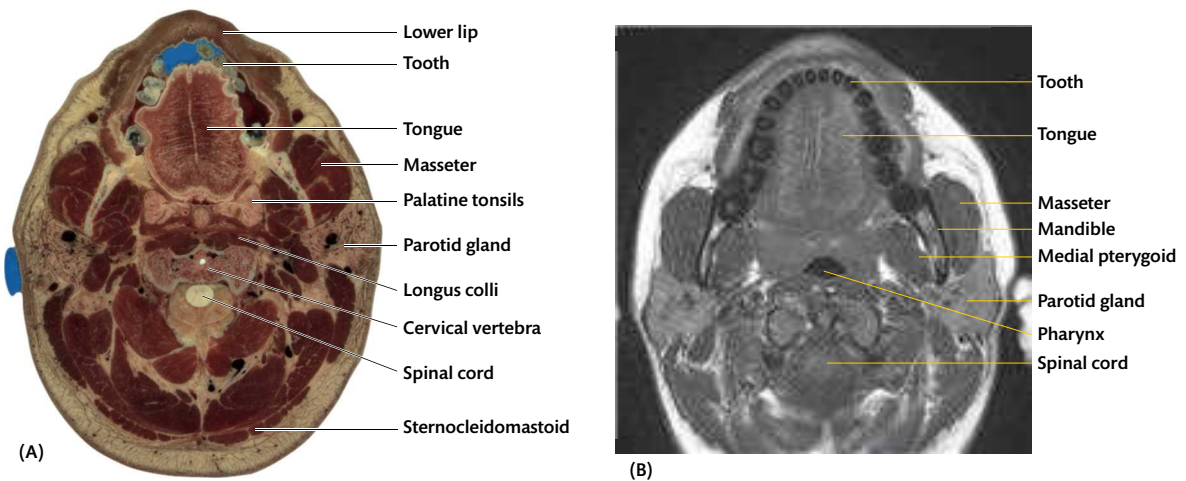 Lower lip
Tooth
Tongue
Masseter
Palatine tonsils
Parotid gland
Longus colli
Cervical vertebra
Spinal cord
Sternocleidomastoid
(A)
Tooth
Tongue
Masseter
Mandible
Medial pterygoid
Parotid gland
Pharynx
Spinal cord
(B)